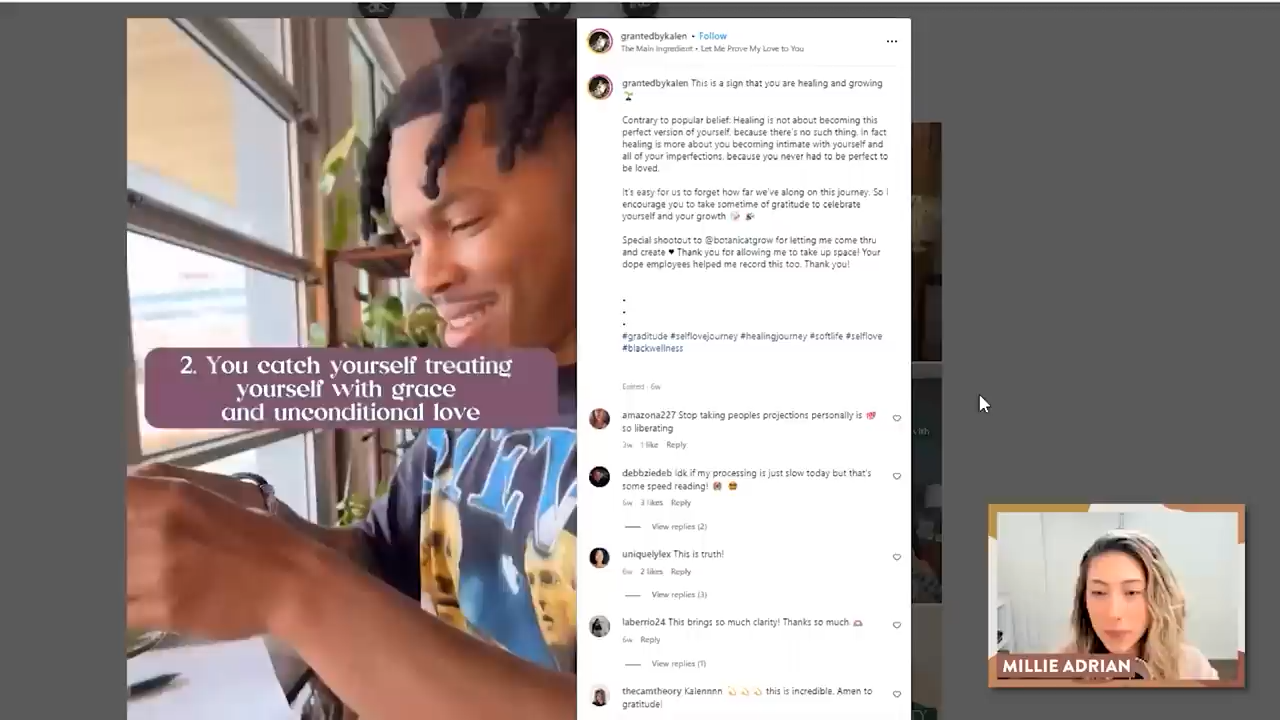 grantedbykalen • Follow
The Main Ingredient • Let Me Prove My Love to You
grantedbykalen This is a sign that you are healing and growing
Contrary to popular belief: Healing is not about becoming this
perfect version of yourself, because there's no such thing. In fact
healing is more about you becoming intimate with yourself and
all of your imperfections, because you never had to be perfect to
be loved.
It's easy for us to forget how far we've along on this journey. So I
encourage you to take sometime of gratitude to celebrate
yourself and your growth
Special shootout to @botanicatgrow for letting me come thru
and create ♥ Thank you for allowing me to take up space! Your
dope employees helped me record this too. Thank you!
.
.
.
#graditude #selflovejourney #healingjourney #softlife #selflove
#blackwellness
Edited · 6w
amazona227 Stop taking peoples projections personally is 💯
so liberating
3w 1 like Reply
debbziedeb Idk if my processing is just slow today but that's
some speed reading!
6w 3 likes Reply
View replies (2)
uniquelylex This is truth!
6w 2 likes Reply
View replies (3)
laberrio24 This brings so much clarity! Thanks so much
6w Reply
View replies (1)
thecamtheory Kalennnn 💫💫💫 this is incredible. Amen to
gratitude!
2. You catch yourself treating
yourself with grace
and unconditional love
MILLIE ADRIAN